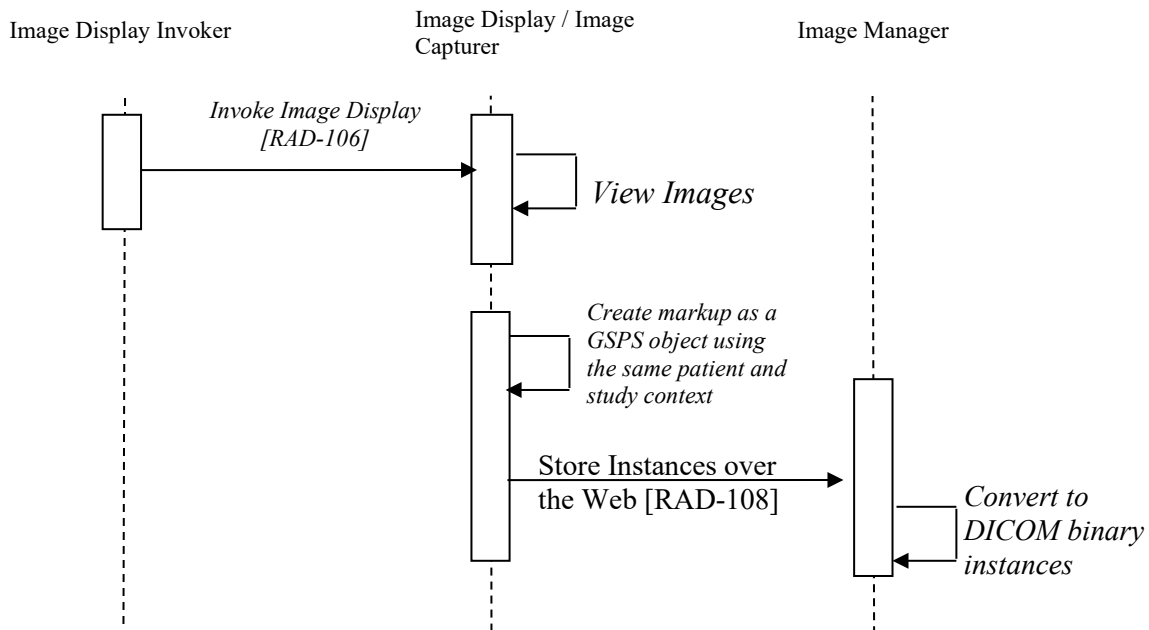 Image Display Invoker
Image Display / Image
Capturer
Image Manager
Invoke Image Display
[RAD-106]
View Images
Create markup as a
GSPS object using
the same patient and
study context
Store Instances over
the Web [RAD-108]
Convert to
DICOM binary
instances